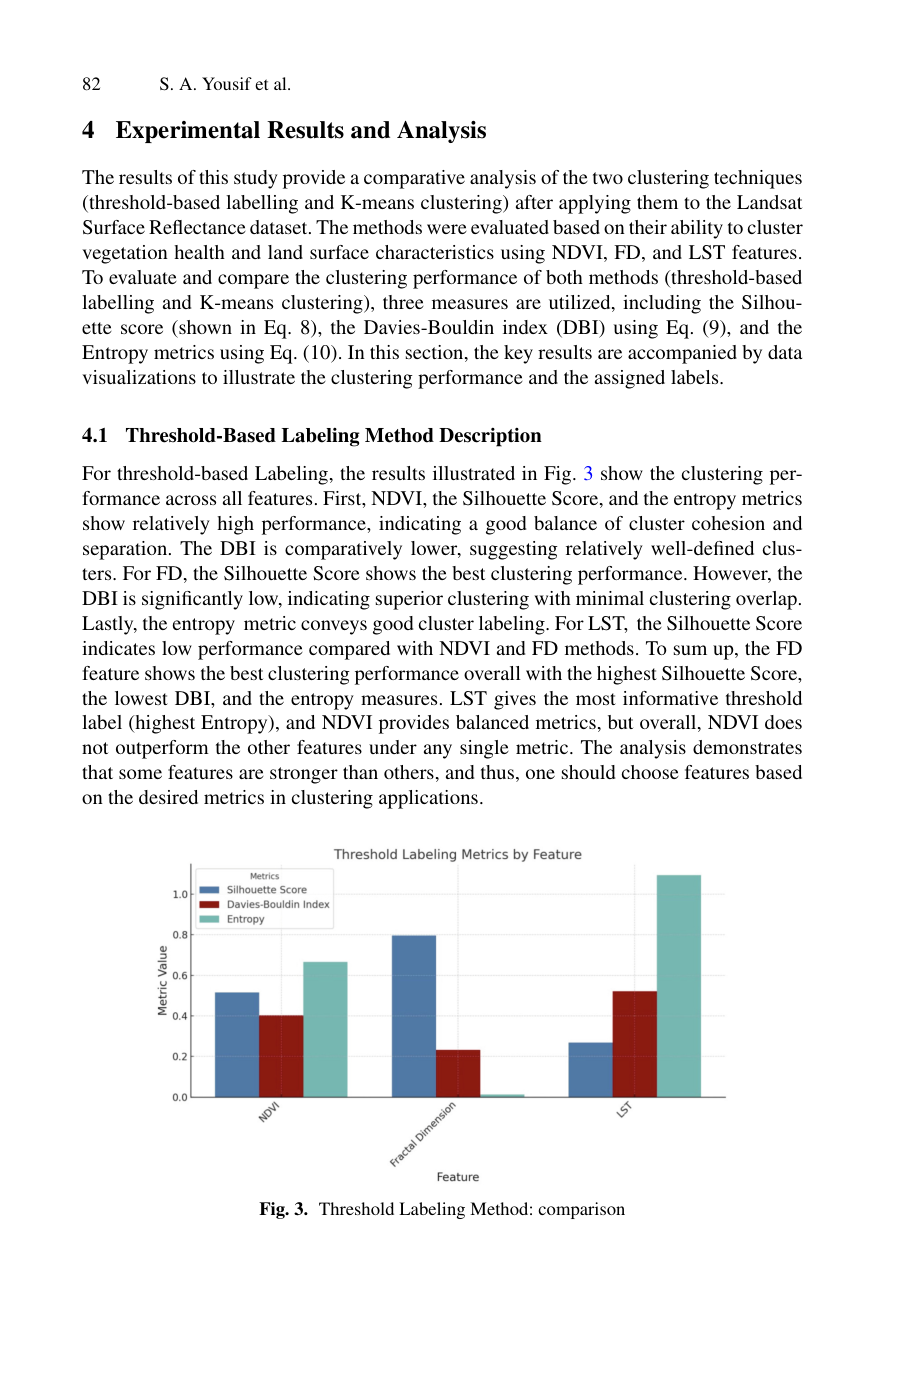 82 S. A. Yousif et al.
4 Experimental Results and Analysis
The results of this study provide a comparative analysis of the two clustering techniques
(threshold-based labelling and K-means clustering) after applying them to the Landsat
Surface Reflectance dataset. The methods were evaluated based on their ability to cluster
vegetation health and land surface characteristics using NDVI, FD, and LST features.
To evaluate and compare the clustering performance of both methods (threshold-based
labelling and K-means clustering), three measures are utilized, including the Silhou-
ette score (shown in Eq. 8), the Davies-Bouldin index (DBI) using Eq. (9), and the
Entropy metrics using Eq. (10). In this section, the key results are accompanied by data
visualizations to illustrate the clustering performance and the assigned labels.
4.1 Threshold-Based Labeling Method Description
For threshold-based Labeling, the results illustrated in Fig. 3 show the clustering per-
formance across all features. First, NDVI, the Silhouette Score, and the entropy metrics
show relatively high performance, indicating a good balance of cluster cohesion and
separation. The DBI is comparatively lower, suggesting relatively well-defined clus-
ters. For FD, the Silhouette Score shows the best clustering performance. However, the
DBI is significantly low, indicating superior clustering with minimal clustering overlap.
Lastly, the entropy metric conveys good cluster labeling. For LST, the Silhouette Score
indicates low performance compared with NDVI and FD methods. To sum up, the FD
feature shows the best clustering performance overall with the highest Silhouette Score,
the lowest DBI, and the entropy measures. LST gives the most informative threshold
label (highest Entropy), and NDVI provides balanced metrics, but overall, NDVI does
not outperform the other features under any single metric. The analysis demonstrates
that some features are stronger than others, and thus, one should choose features based
on the desired metrics in clustering applications.
Threshold Labeling Metrics by Feature
Metrics
Silhouette Score
Davies-Bouldin Index
Entropy
Metric Value
1.0
0.8
0.6
0.4
0.2
0.0
NDVI
Fractal Dimension
LST
Feature
Fig. 3. Threshold Labeling Method: comparison